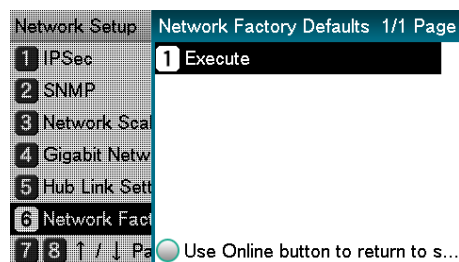 Network Setup
1 IPSec
2 SNMP
3 Network Scal
4 Gigabit Netw
5 Hub Link Sett
6 Network Fact
7 8 ↑ / ↓ Pa
Network Factory Defaults 1/1 Page
1 Execute
Use Online button to return to s...